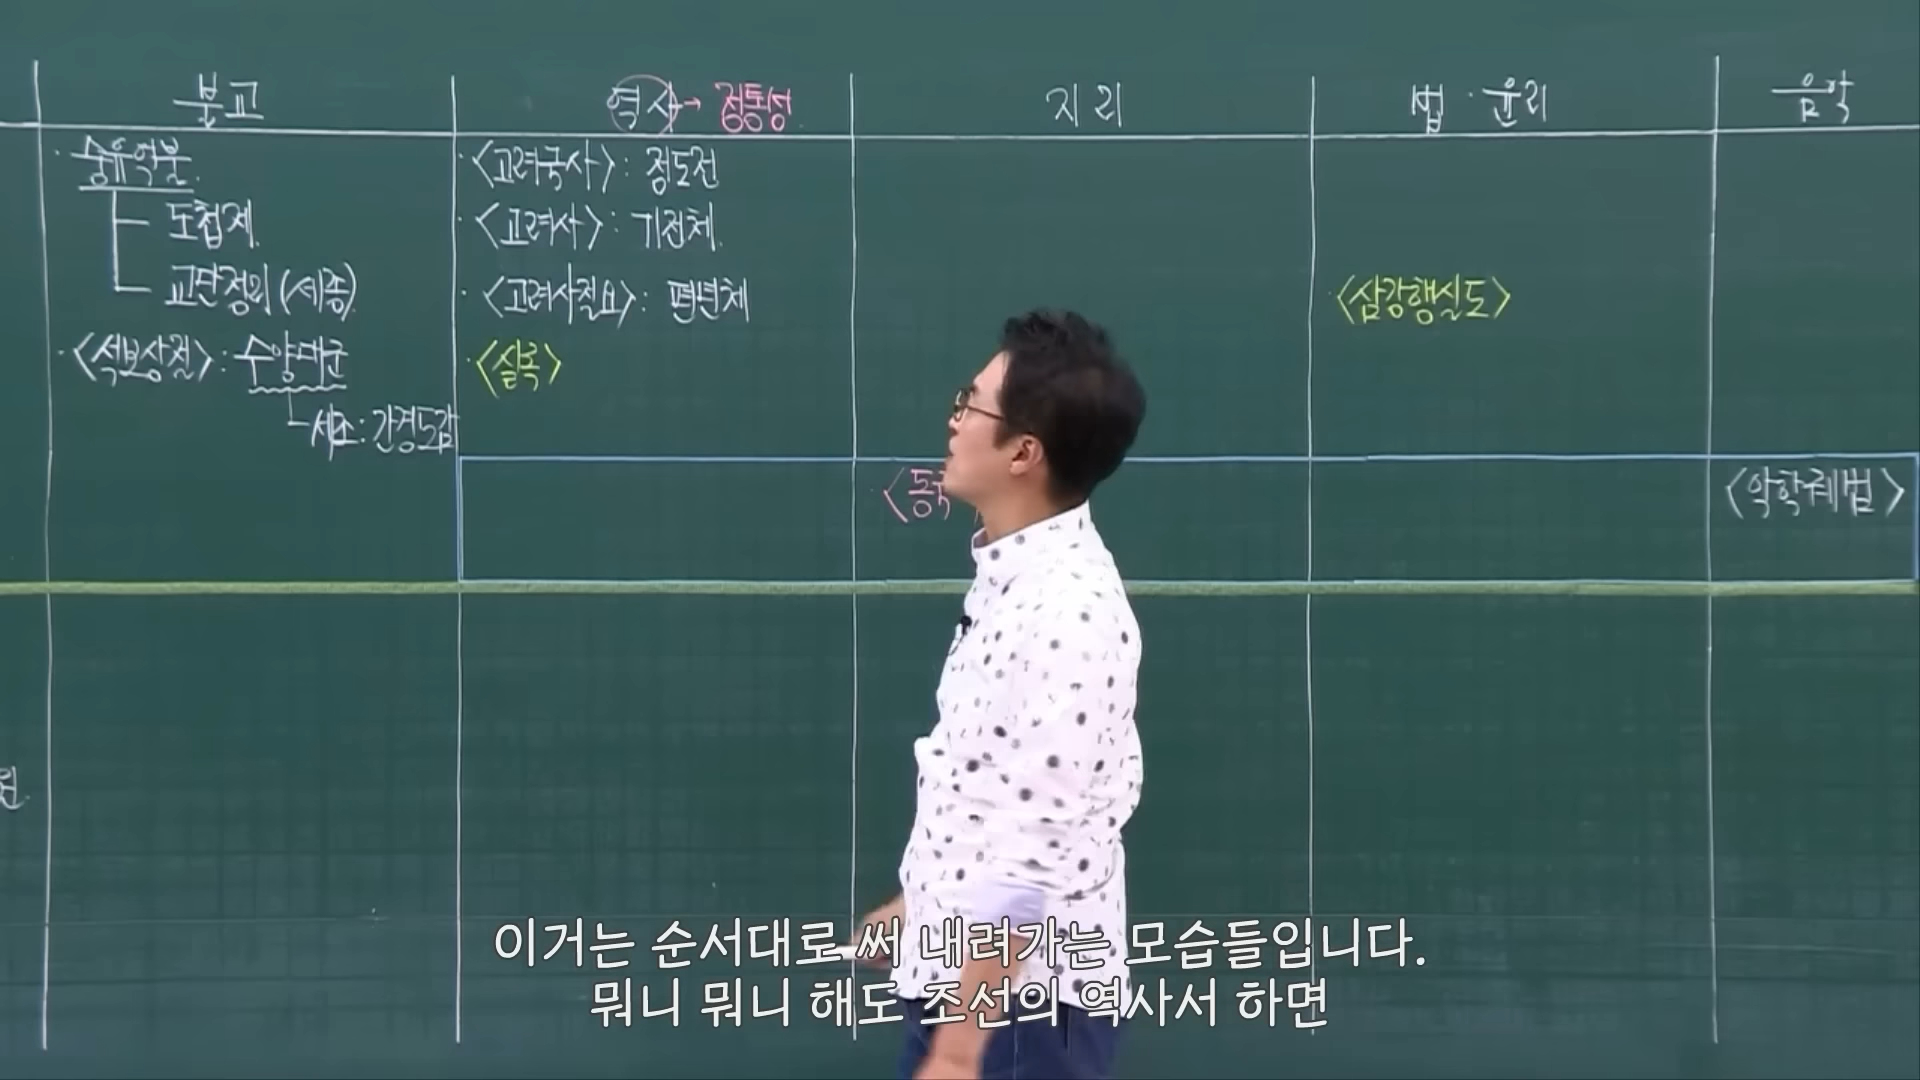 불교
역사 → 정통성
지리
법·윤리
음악
· 숭유억불.
도첩제.
교단정리(세종).
· <석보상절>: 수양대군
세조: 간경도감
· <고려국사>: 정도전
· <고려사>: 기전체.
· <고려사절요>: 편년체
· <실록>
· <삼강행실도>
· <동국
<악학궤범>
이거는 순서대로 써 내려가는 모습들입니다.
뭐니 뭐니 해도 조선의 역사서 하면